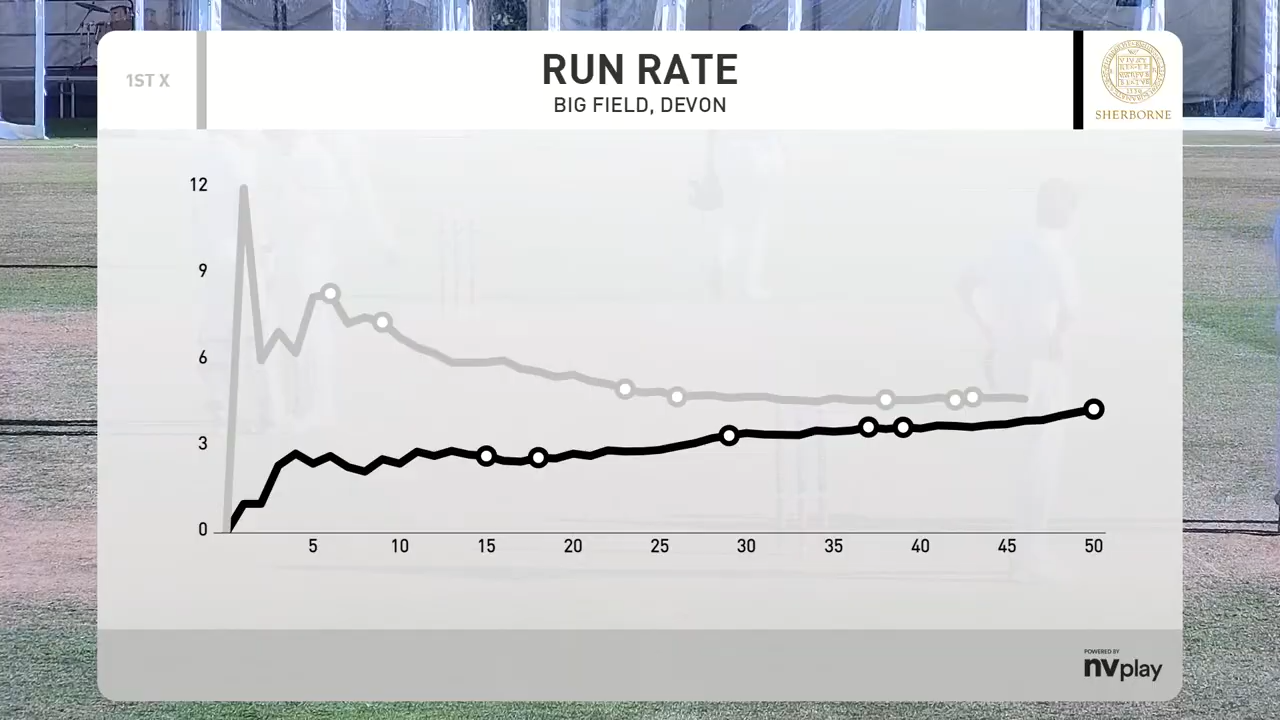 1ST X
RUN RATE
BIG FIELD, DEVON
SHERBORNE
12
9
6
3
0
5 10 15 20 25 30 35 40 45 50
POWERED BY
nvplay